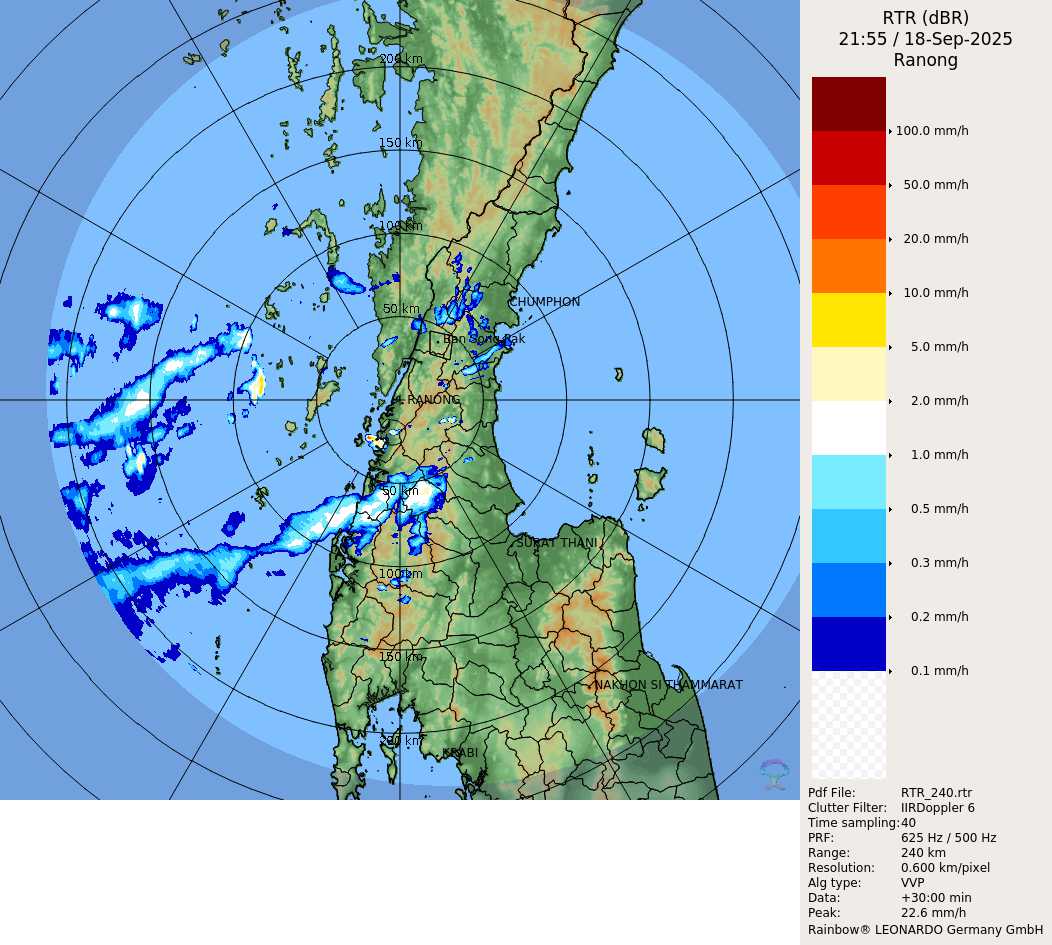 RTR (dBR)
21:55 / 18-Sep-2025
Ranong
200 km
150 km
100 km
50 km
CHUMPHON
Ban Song Rak
RANONG
50 km
SURAT THANI
100 km
150 km
NAKHON SI THAMMARAT
200 km
KRABI
100.0 mm/h
50.0 mm/h
20.0 mm/h
10.0 mm/h
5.0 mm/h
2.0 mm/h
1.0 mm/h
0.5 mm/h
0.3 mm/h
0.2 mm/h
0.1 mm/h
Pdf File: RTR_240.rtr
Clutter Filter: IIRDoppler 6
Time sampling: 40
PRF: 625 Hz / 500 Hz
Range: 240 km
Resolution: 0.600 km/pixel
Alg type: VVP
Data: +30:00 min
Peak: 22.6 mm/h
Rainbow® LEONARDO Germany GmbH